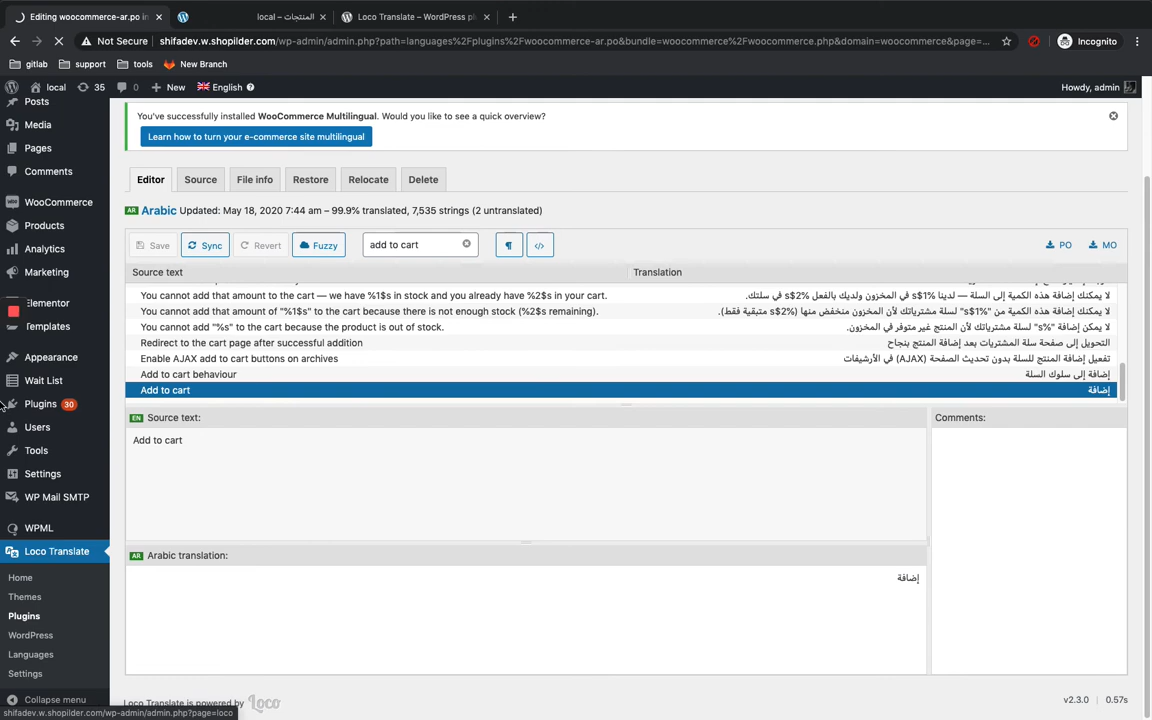 Editing woocommerce-ar.po in
المنتجات – local
Loco Translate – WordPress pl
Not Secure
shifadev.w.shopilder.com/wp-admin/admin.php?path=languages%2Fplugins%2Fwoocommerce-ar.po&bundle=woocommerce%2Fwoocommerce.php&domain=woocommerce&page=...
Incognito
gitlab
support
tools
New Branch
local
35
0
New
English
Howdy, admin
Posts
Media
Pages
Comments
WooCommerce
Products
Analytics
Marketing
Elementor
Templates
Appearance
Wait List
Plugins 30
Users
Tools
Settings
WP Mail SMTP
WPML
Loco Translate
Home
Themes
Plugins
WordPress
Languages
Settings
Collapse menu
You've successfully installed WooCommerce Multilingual. Would you like to see a quick overview?
Learn how to turn your e-commerce site multilingual
Editor
Source
File info
Restore
Relocate
Delete
AR Arabic Updated: May 18, 2020 7:44 am – 99.9% translated, 7,535 strings (2 untranslated)
Save
Sync
Revert
Fuzzy
add to cart
¶
</>
PO
MO
Source text
Translation
You cannot add that amount to the cart — we have %1$s in stock and you already have %2$s in your cart.
لا يمكنك إضافة هذه الكمية إلى السلة — لدينا %1$s في المخزون ولديك بالفعل %2$s في سلتك.
You cannot add that amount of "%1$s" to the cart because there is not enough stock (%2$s remaining).
لا يمكنك إضافة هذه الكمية من "%1$s" لسلة مشترياتك لأن المخزون منخفض منها (%2$s متبقية فقط).
You cannot add "%s" to the cart because the product is out of stock.
لا يمكن إضافة "%s" لسلة مشترياتك لأن المنتج غير متوفر في المخزون.
Redirect to the cart page after successful addition
التحويل إلى صفحة سلة المشتريات بعد إضافة المنتج بنجاح
Enable AJAX add to cart buttons on archives
تفعيل إضافة المنتج للسلة بدون تحديث الصفحة (AJAX) في الأرشيفات
Add to cart behaviour
إضافة إلى سلوك السلة
Add to cart
إضافة
EN Source text:
Comments:
Add to cart
AR Arabic translation:
إضافة
Loco Translate is powered by Loco
v2.3.0
0.57s
shifadev.w.shopilder.com/wp-admin/admin.php?page=loco